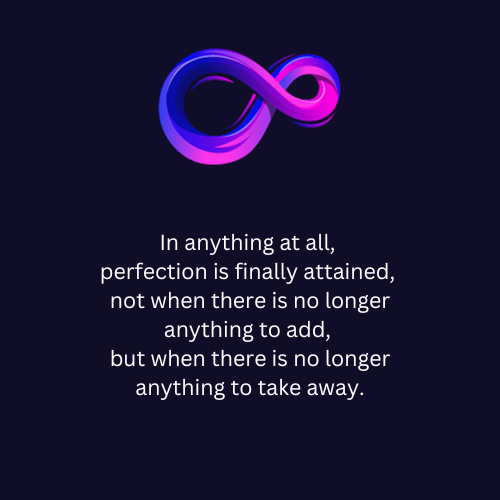 In anything at all,
perfection is finally attained,
not when there is no longer
anything to add,
but when there is no longer
anything to take away.